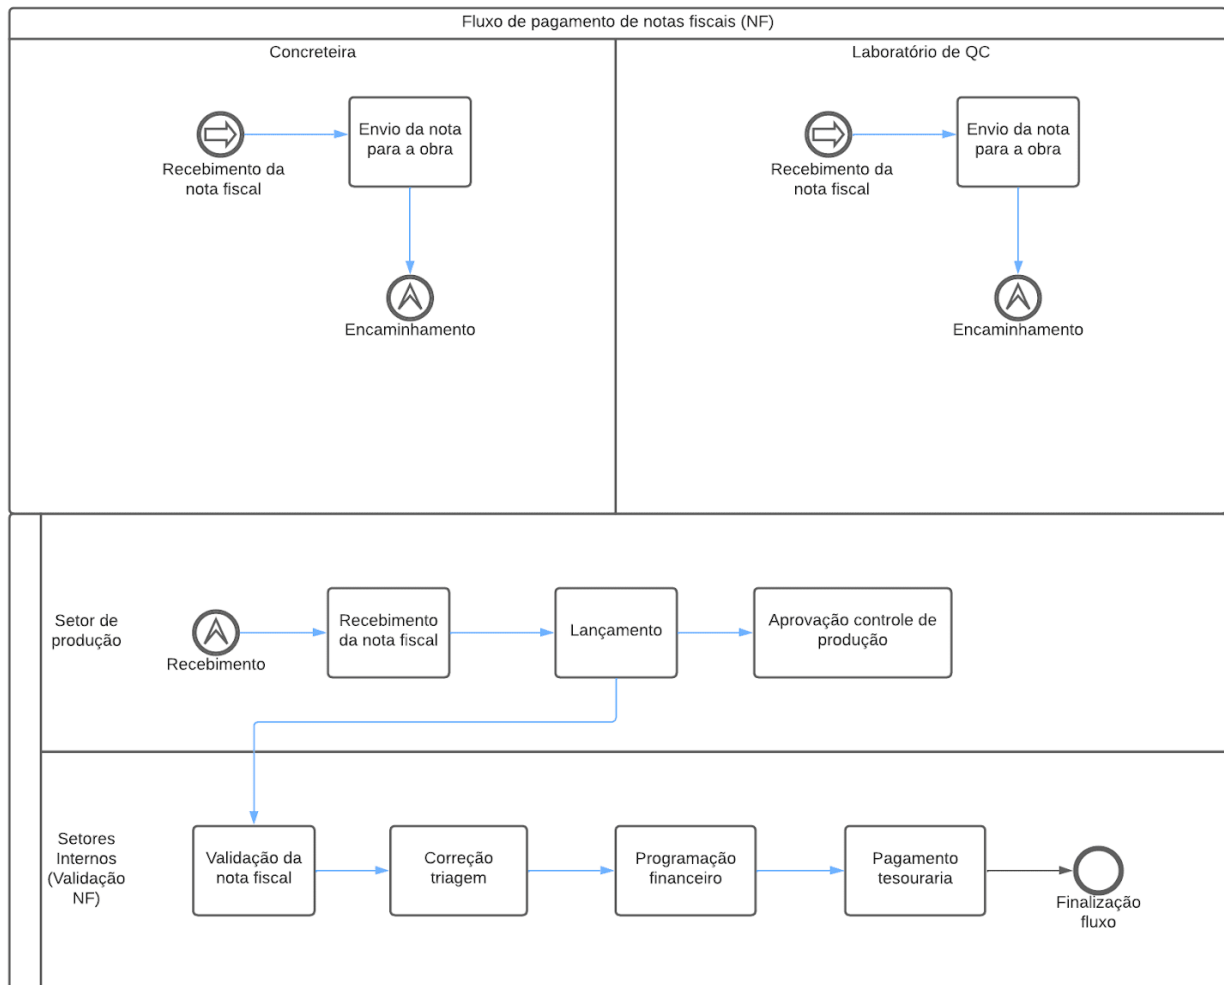 Fluxo de pagamento de notas fiscais (NF)
Concreteira
Laboratório de QC
Envio da nota
para a obra
Recebimento da
nota fiscal
Encaminhamento
Envio da nota
para a obra
Recebimento da
nota fiscal
Encaminhamento
Setor de
produção
Recebimento
Recebimento
da nota fiscal
Lançamento
Aprovação controle de
produção
Setores
Internos
(Validação
NF)
Validação da
nota fiscal
Correção
triagem
Programação
financeiro
Pagamento
tesouraria
Finalização
fluxo